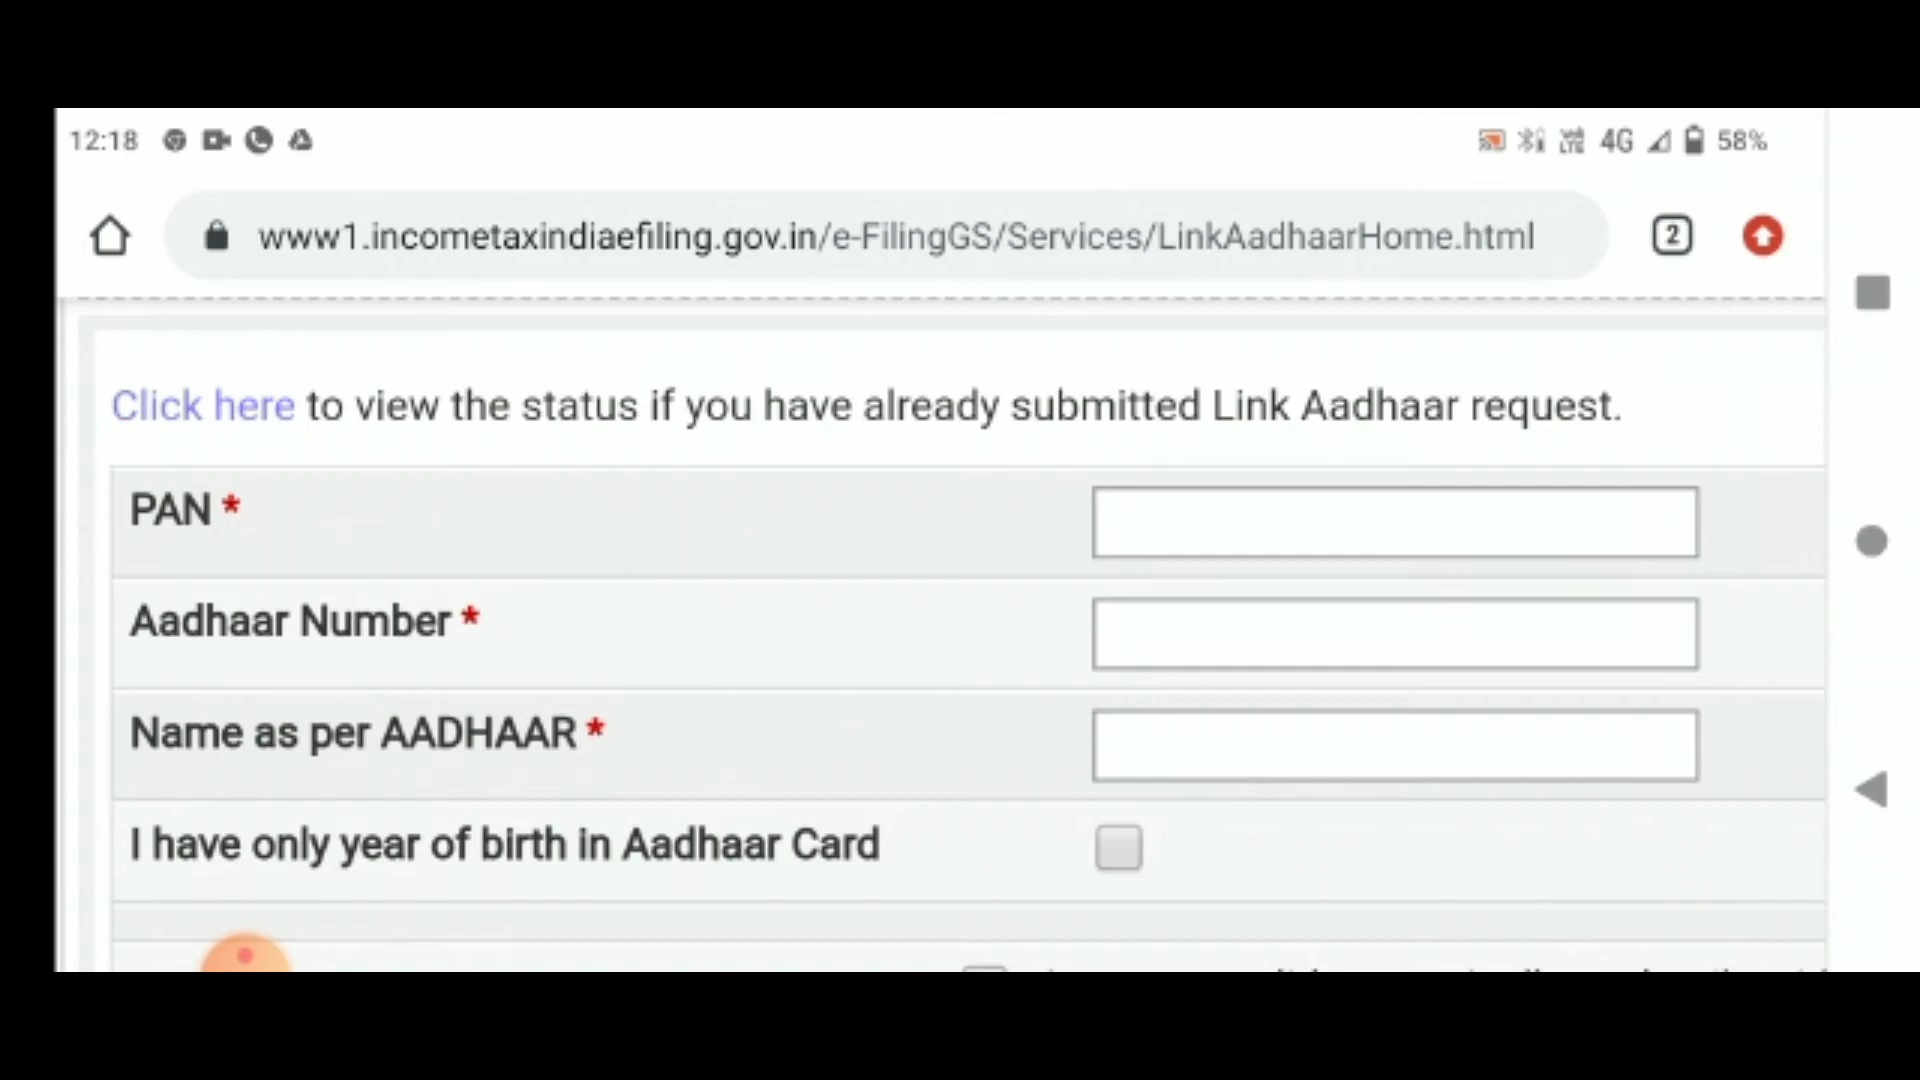 12:18 4G 58%
www1.incometaxindiaefiling.gov.in/e-FilingGS/Services/LinkAadhaarHome.html 2
Click here to view the status if you have already submitted Link Aadhaar request.
PAN *
Aadhaar Number *
Name as per AADHAAR *
I have only year of birth in Aadhaar Card